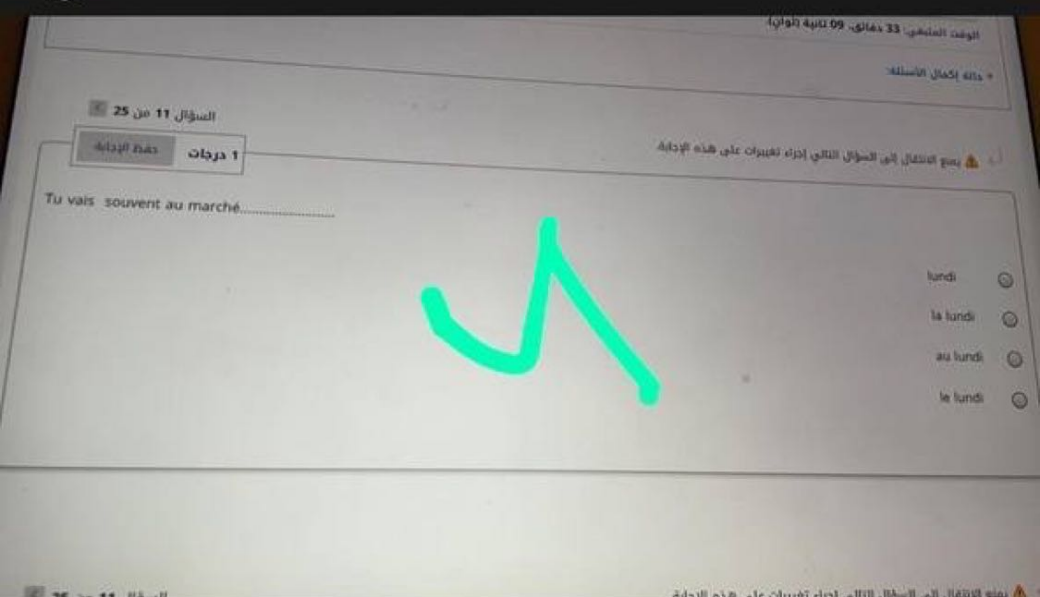 الوقت المتبقي: 33 دقائق، 09 ثانية (ثوان).
حالة إكمال الأسئلة:
السؤال 11 من 25
يمنع الانتقال إلى السؤال التالي إجراء تغييرات على هذه الإجابة.
1 درجات
حفظ الإجابة
Tu vais souvent au marché......................
lundi
la lundi
au lundi
le lundi